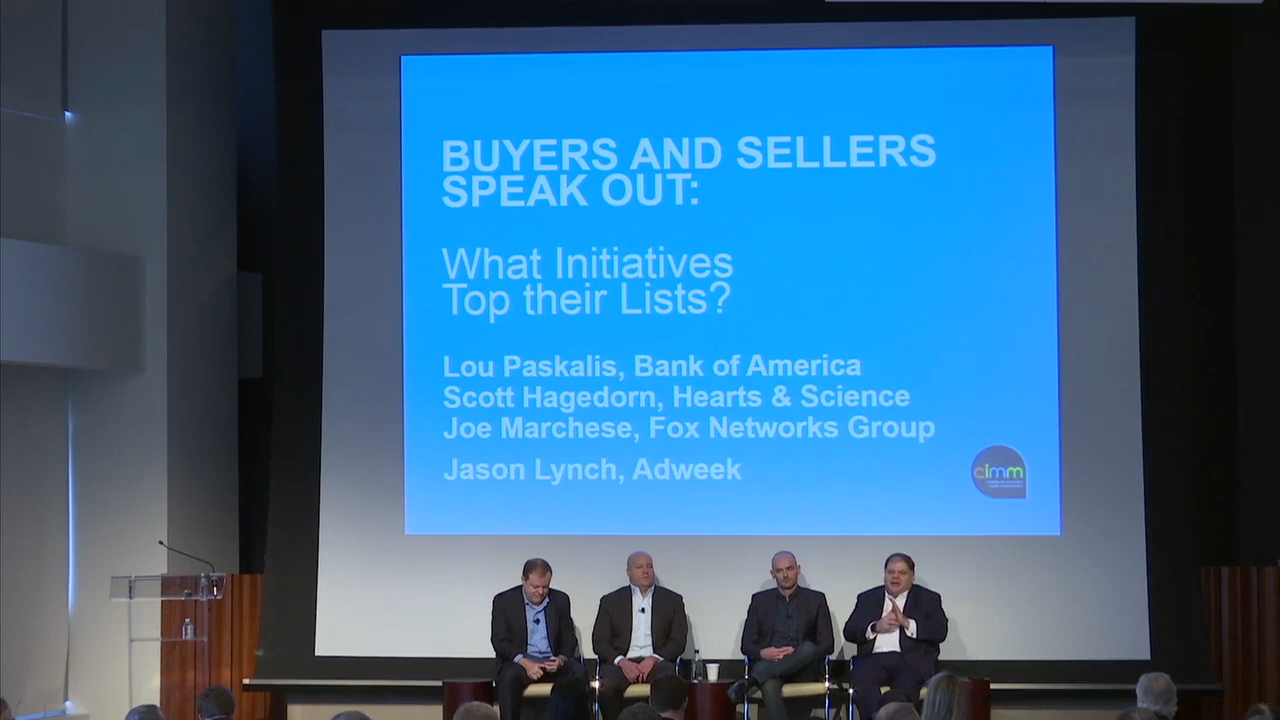 BUYERS AND SELLERS
SPEAK OUT:
What Initiatives
Top their Lists?
Lou Paskalis, Bank of America
Scott Hagedorn, Hearts & Science
Joe Marchese, Fox Networks Group
Jason Lynch, Adweek
cimm